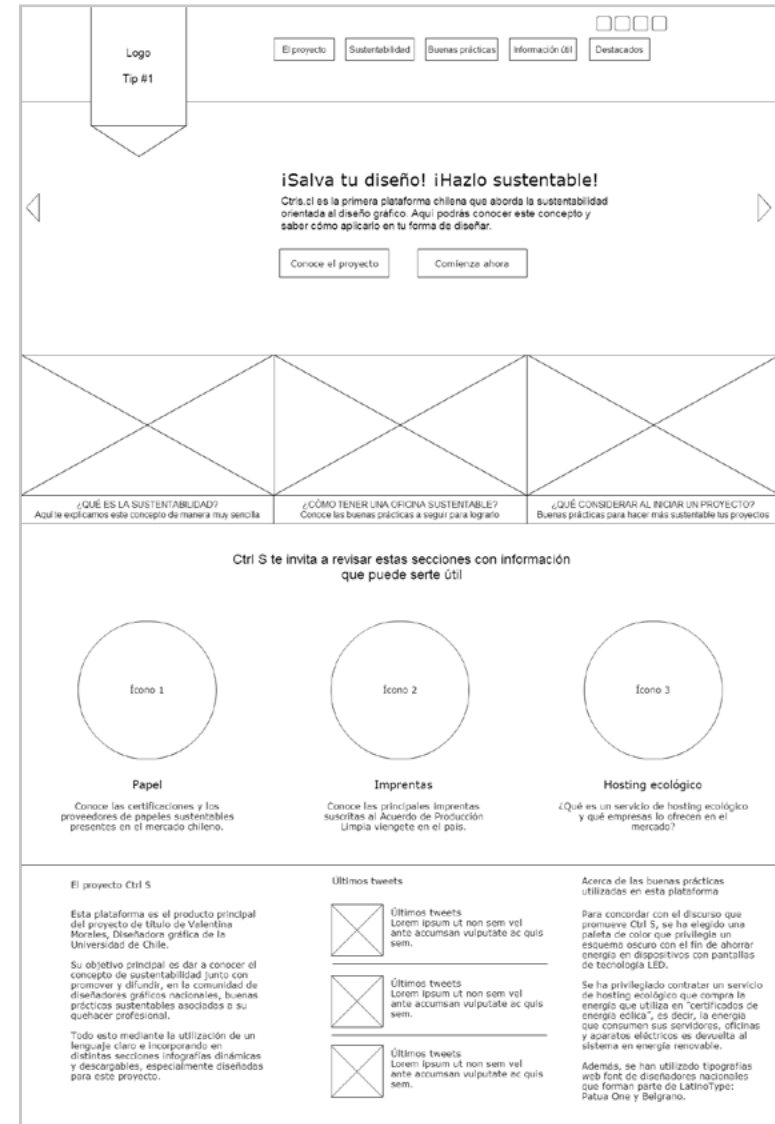 Logo
Tip #1
El proyecto
Sustentabilidad
Buenas prácticas
Información útil
Destacados
¡Salva tu diseño! ¡Hazlo sustentable!
Ctrls.cl es la primera plataforma chilena que aborda la sustentabilidad
orientada al diseño gráfico. Aquí podrás conocer este concepto y
saber cómo aplicarlo en tu forma de diseñar.
Conoce el proyecto
Comienza ahora
¿QUÉ ES LA SUSTENTABILIDAD?
Aquí te explicamos este concepto de manera muy sencilla
¿CÓMO TENER UNA OFICINA SUSTENTABLE?
Conoce las buenas prácticas a seguir para lograrlo
¿QUÉ CONSIDERAR AL INICIAR UN PROYECTO?
Buenas prácticas para hacer más sustentable tus proyectos
Ctrl S te invita a revisar estas secciones con información
que puede serte útil
Ícono 1
Ícono 2
Ícono 3
Papel
Conoce las certificaciones y los
proveedores de papeles sustentables
presentes en el mercado chileno.
Imprentas
Conoce las principales imprentas
suscritas al Acuerdo de Producción
Limpia viengete en el país.
Hosting ecológico
¿Qué es un servicio de hosting ecológico
y qué empresas lo ofrecen en el
mercado?
El proyecto Ctrl S
Esta plataforma es el producto principal
del proyecto de título de Valentina
Morales, Diseñadora gráfica de la
Universidad de Chile.
Su objetivo principal es dar a conocer el
concepto de sustentabilidad junto con
promover y difundir, en la comunidad de
diseñadores gráficos nacionales, buenas
prácticas sustentables asociadas a su
quehacer profesional.
Todo esto mediante la utilización de un
lenguaje claro e incorporando en
distintas secciones infografías dinámicas
y descargables, especialmente diseñadas
para este proyecto.
Últimos tweets
Últimos tweets
Lorem ipsum ut non sem vel
ante accumsan vulputate ac quis
sem.
Últimos tweets
Lorem ipsum ut non sem vel
ante accumsan vulputate ac quis
sem.
Últimos tweets
Lorem ipsum ut non sem vel
ante accumsan vulputate ac quis
sem.
Acerca de las buenas prácticas
utilizadas en esta plataforma
Para concordar con el discurso que
promueve Ctrl S, se ha elegido una
paleta de color que privilegia un
esquema oscuro con el fin de ahorrar
energía en dispositivos con pantallas
de tecnología LED.
Se ha privilegiado contratar un servicio
de hosting ecológico que compra la
energía que utiliza en "certificados de
energía eólica", es decir, la energía
que consumen sus servidores, oficinas
y aparatos eléctricos es devuelta al
sistema en energía renovable.
Además, se han utilizado tipografías
web font de diseñadores nacionales
que forman parte de LatinoType:
Patua One y Belgrano.